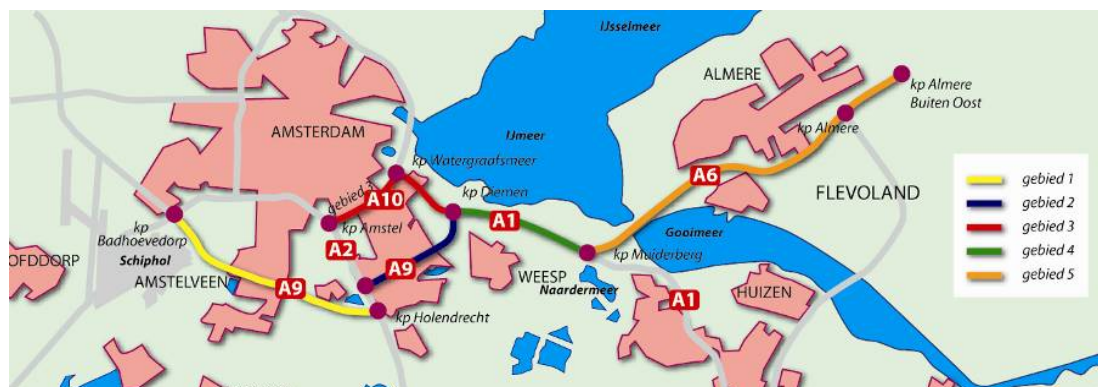 IJsselmeer
ALMERE
kp Almere
Buiten Oost
kp Almere
AMSTERDAM
IJmeer
kp Watergraafsmeer
gebied 3
A10
kp Diemen
A6
FLEVOLAND
gebied 1
gebied 2
gebied 3
gebied 4
gebied 5
kp
Badhoevedorp
Schiphol
OFDDORP
AMSTELVEEN
A9
kp Amstel
A2
A9
A1
Gooimeer
kp Muiderberg
WEESP
Naardermeer
A1
HUIZEN
kp Holendrecht